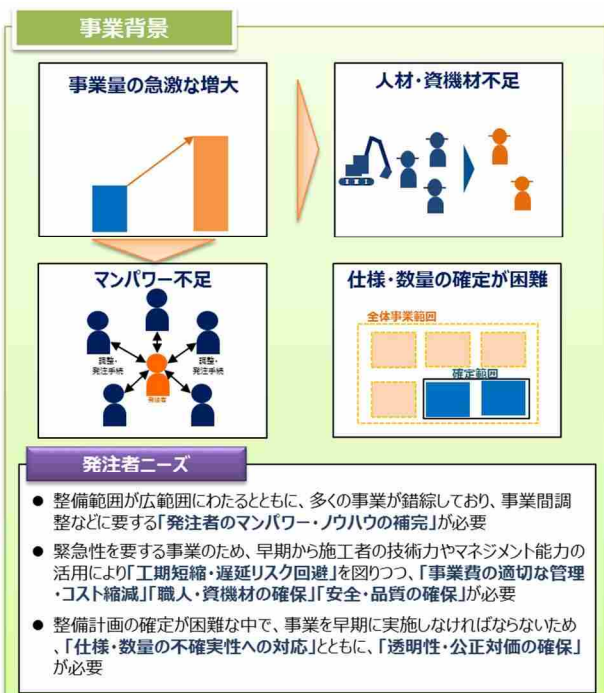 事業背景
事業量の急激な増大
人材・資機材不足
マンパワー不足
調整・
発注手続
調整・
発注手続
発注者
仕様・数量の確定が困難
全体事業範囲
確定範囲
発注者ニーズ
● 整備範囲が広範囲にわたるとともに、多くの事業が錯綜しており、事業間調
整などに要する「発注者のマンパワー・ノウハウの補完」が必要
● 緊急性を要する事業のため、早期から施工者の技術力やマネジメント能力の
活用により「工期短縮・遅延リスク回避」を図りつつ、「事業費の適切な管理
・コスト縮減」「職人・資機材の確保」「安全・品質の確保」が必要
● 整備計画の確定が困難な中で、事業を早期に実施しなければならないため
、「仕様・数量の不確実性への対応」とともに、「透明性・公正対価の確保」
が必要